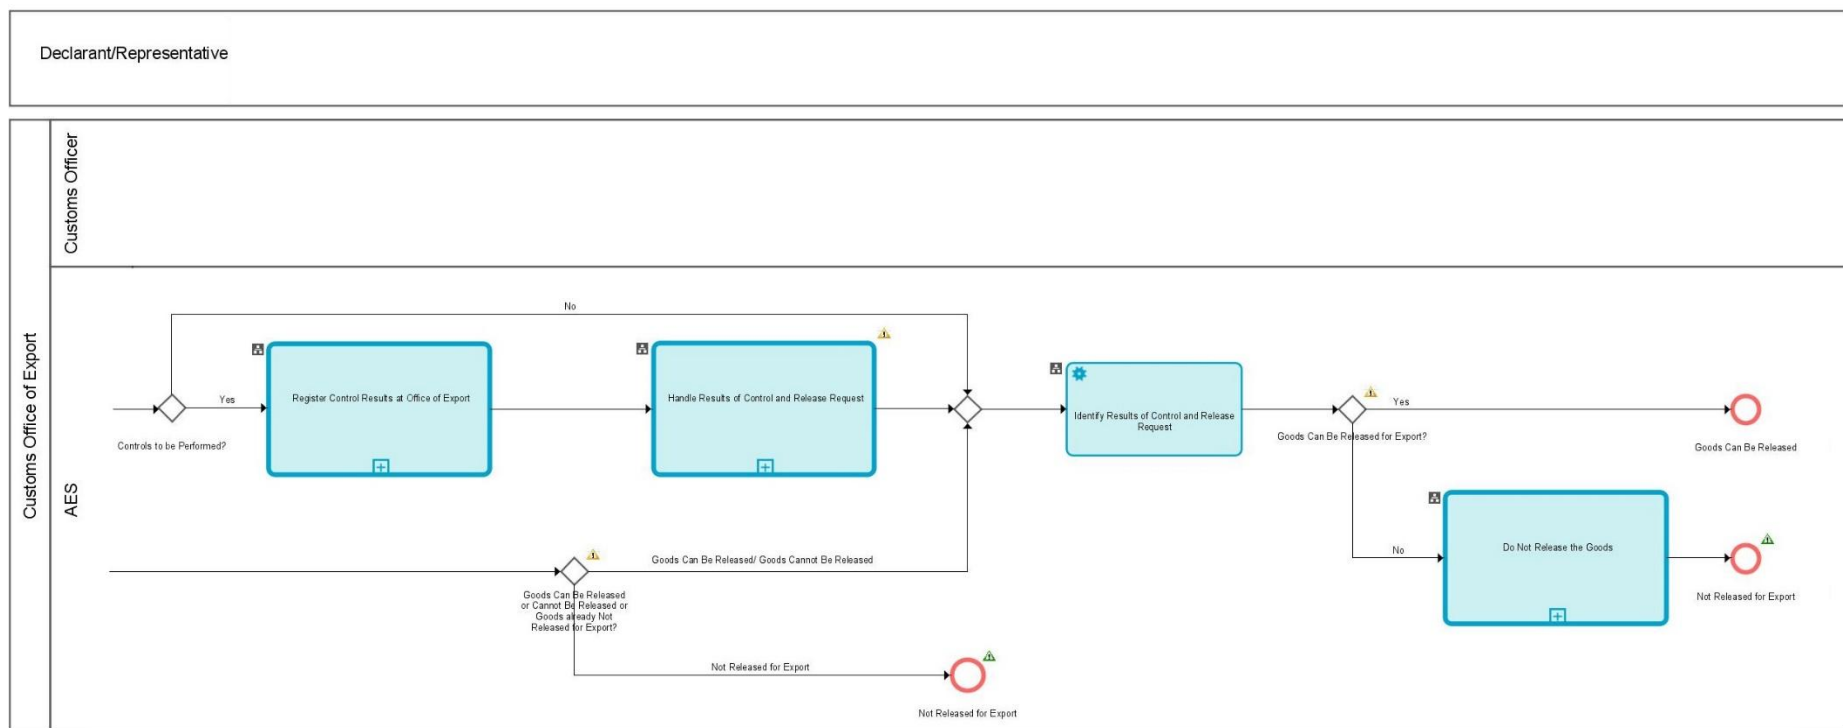 Declarant/Representative
Customs Office of Export
Customs Officer
AES
No
Yes
Controls to be Performed?
Register Control Results at Office of Export
Handle Results of Control and Release Request
Identify Results of Control and Release
Request
Goods Can Be Released for Export?
Yes
Goods Can Be Released
No
Do Not Release the Goods
Not Released for Export
Goods Can Be Released/ Goods Cannot Be Released
Goods Can Be Released
or Cannot Be Released or
Goods already Not
Released for Export?
Not Released for Export
Not Released for Export